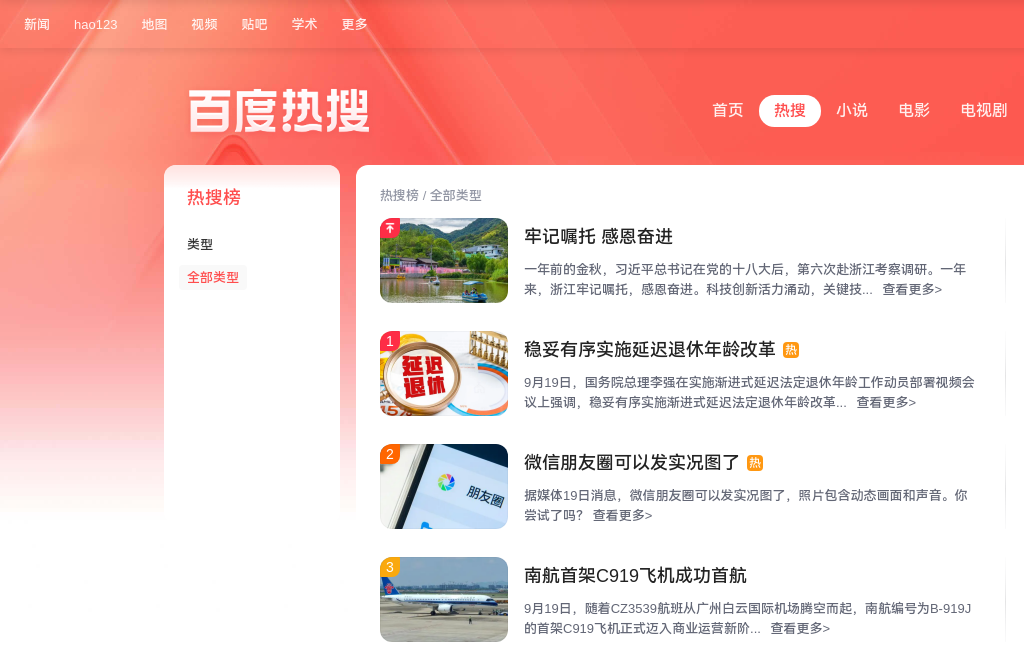 新闻 hao123 地图 视频 贴吧 学术 更多
百度热搜
首页 热搜 小说 电影 电视剧
热搜榜
类型
全部类型
热搜榜 / 全部类型
牢记嘱托 感恩奋进
一年前的金秋，习近平总书记在党的十八大后，第六次赴浙江考察调研。一年
来，浙江牢记嘱托，感恩奋进。科技创新活力涌动，关键技... 查看更多>
1
延迟
退休
稳妥有序实施延迟退休年龄改革 热
9月19日，国务院总理李强在实施渐进式延迟法定退休年龄工作动员部署视频会
议上强调，稳妥有序实施渐进式延迟法定退休年龄改革... 查看更多>
2
朋友圈
微信朋友圈可以发实况图了 热
据媒体19日消息，微信朋友圈可以发实况图了，照片包含动态画面和声音。你
尝试了吗？ 查看更多>
3
南航首架C919飞机成功首航
9月19日，随着CZ3539航班从广州白云国际机场腾空而起，南航编号为B-919J
的首架C919飞机正式迈入商业运营新阶... 查看更多>